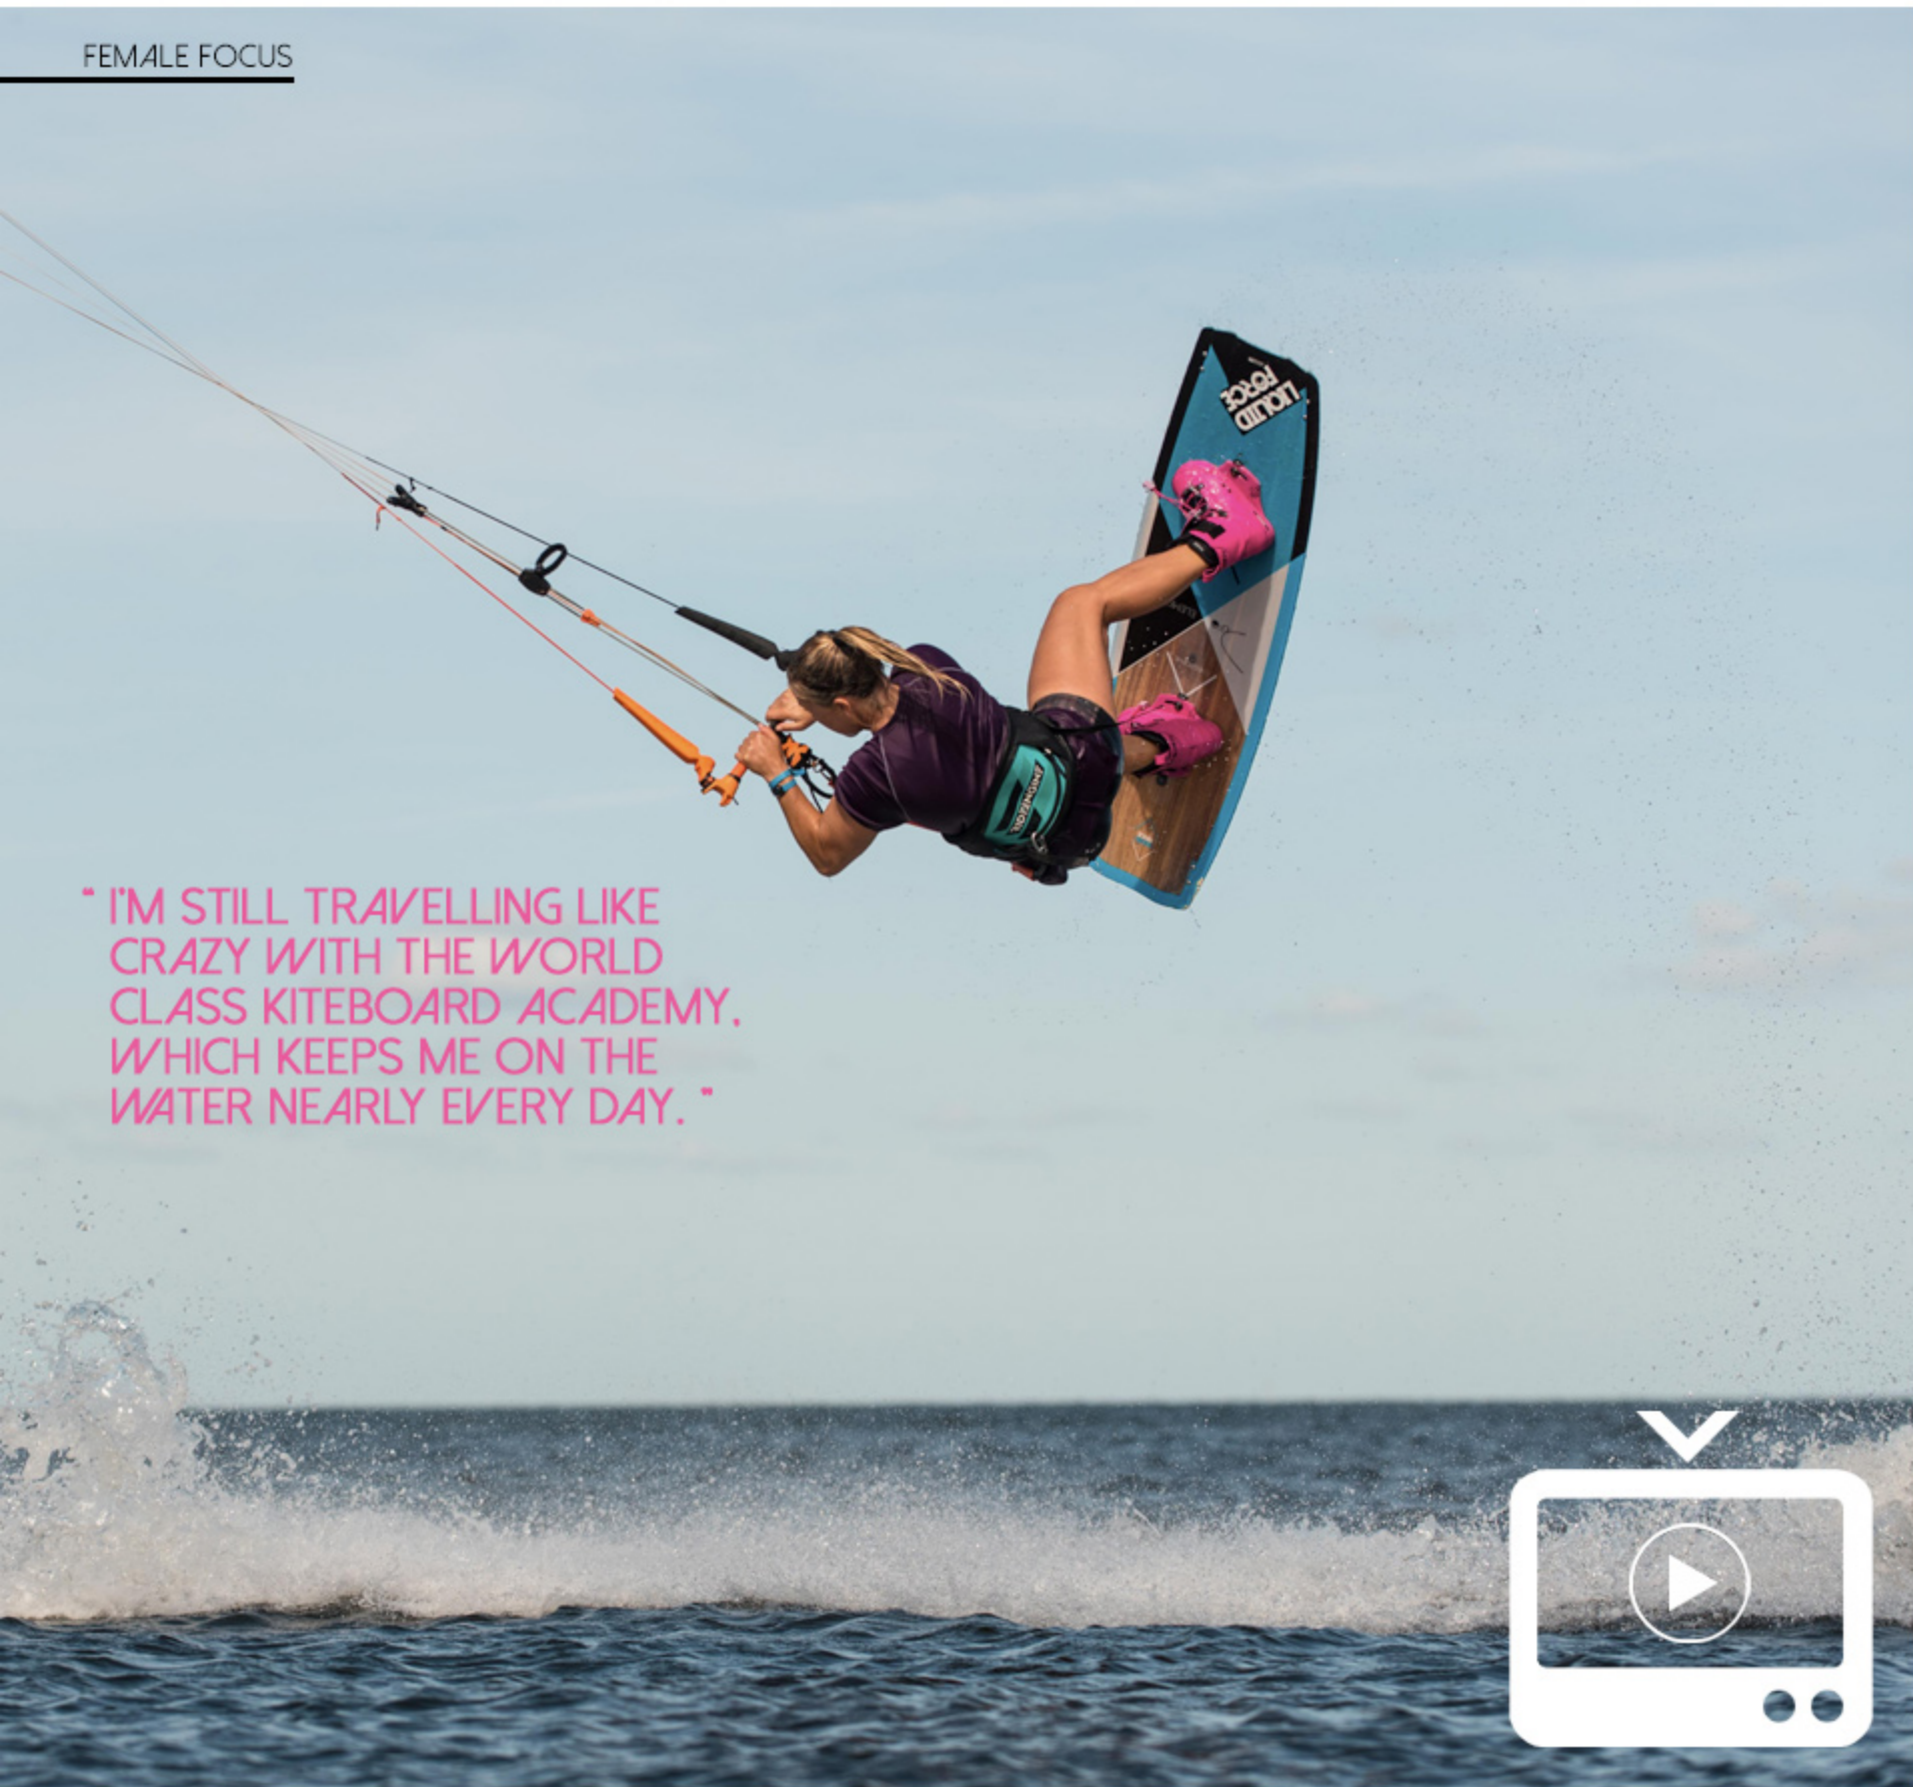 FEMALE FOCUS
LIQUID
FORCE
RIDEENGINE
" I'M STILL TRAVELLING LIKE
CRAZY WITH THE WORLD
CLASS KITEBOARD ACADEMY,
WHICH KEEPS ME ON THE
WATER NEARLY EVERY DAY. "